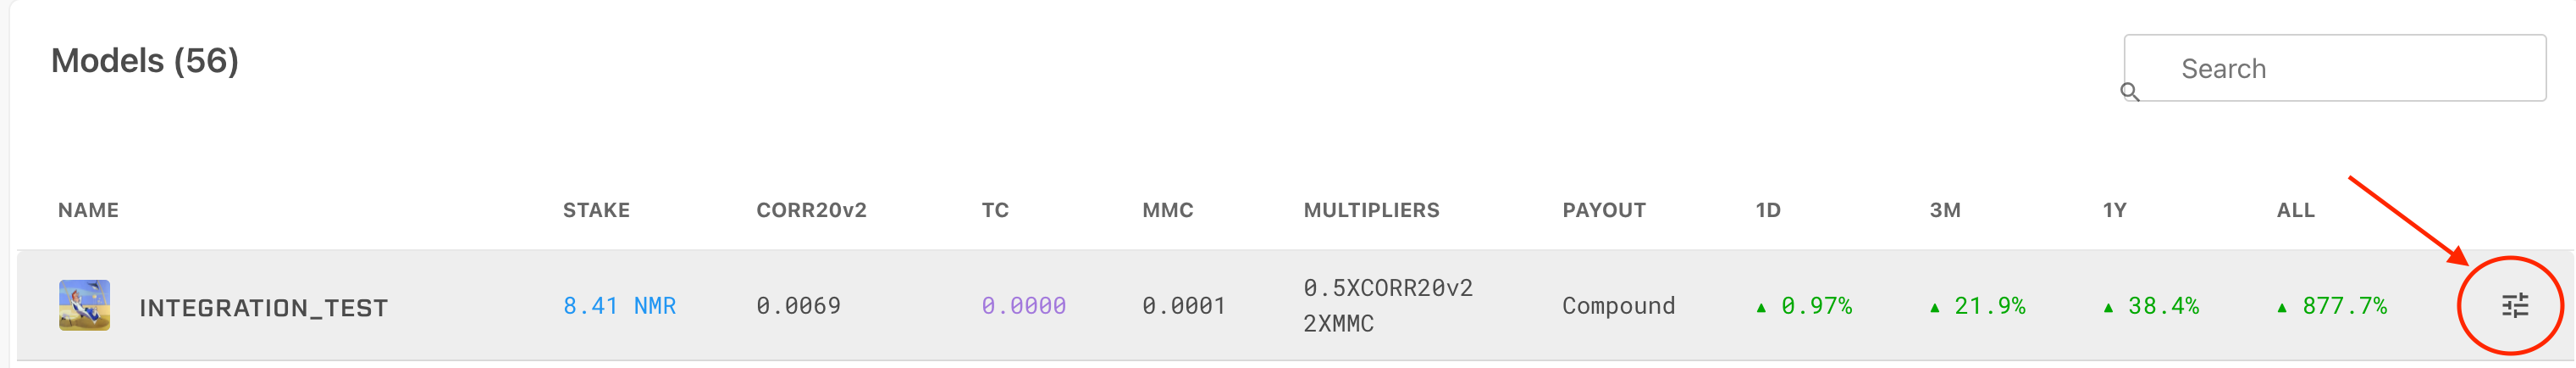 Models (56)
Search
NAME STAKE CORR20v2 TC MMC MULTIPLIERS PAYOUT 1D 3M 1Y ALL
INTEGRATION_TEST 8.41 NMR 0.0069 0.0000 0.0001 0.5XCORR20v2 Compound ▲ 0.97% ▲ 21.9% ▲ 38.4% ▲ 877.7%
2XMMC